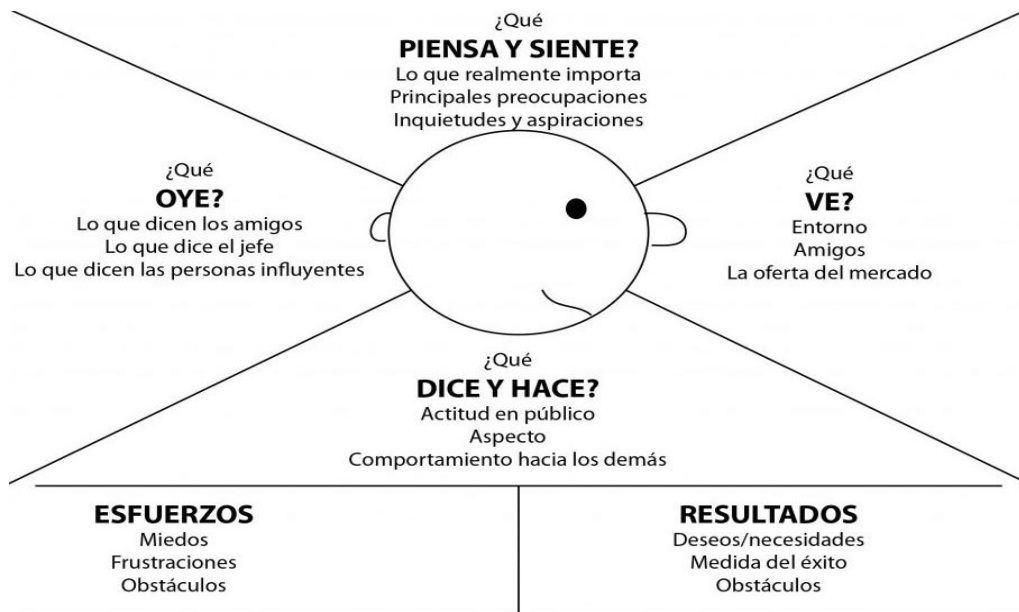 ¿Qué
PIENSA Y SIENTE?
Lo que realmente importa
Principales preocupaciones
Inquietudes y aspiraciones
¿Qué
OYE?
Lo que dicen los amigos
Lo que dice el jefe
Lo que dicen las personas influyentes
¿Qué
VE?
Entorno
Amigos
La oferta del mercado
¿Qué
DICE Y HACE?
Actitud en público
Aspecto
Comportamiento hacia los demás
ESFUERZOS
Miedos
Frustraciones
Obstáculos
RESULTADOS
Deseos/necesidades
Medida del éxito
Obstáculos